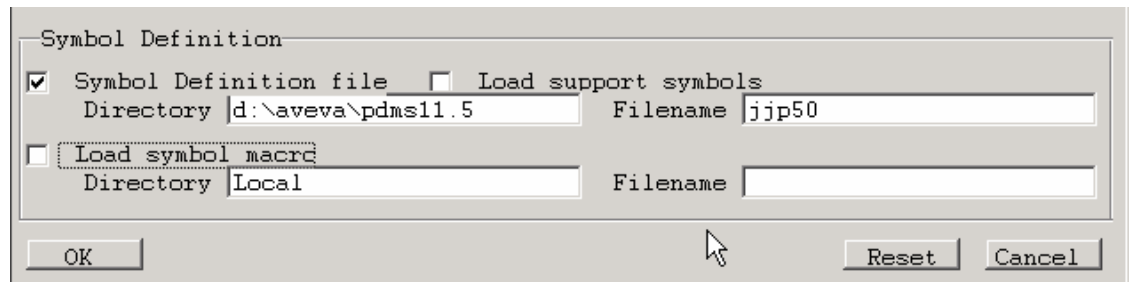 Symbol Definition
Symbol Definition file Load support symbols
Directory d:\aveva\pdms11.5 Filename jjp50
Load symbol macro
Directory Local Filename
OK Reset Cancel